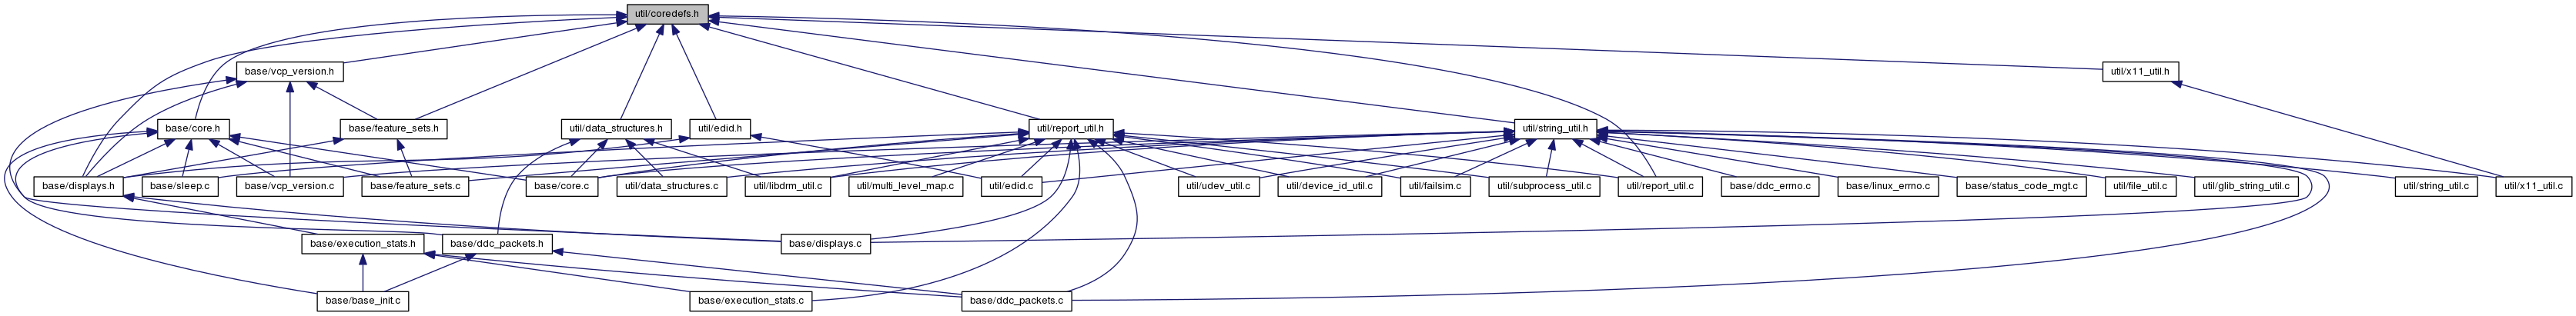 util/coredefs.h
base/vcp_version.h
util/x11_util.h
base/core.h
base/feature_sets.h
util/data_structures.h
util/edid.h
util/report_util.h
util/string_util.h
base/displays.h
base/sleep.c
base/vcp_version.c
base/feature_sets.c
base/core.c
util/data_structures.c
util/libdrm_util.c
util/multi_level_map.c
util/edid.c
util/udev_util.c
util/device_id_util.c
util/failsim.c
util/subprocess_util.c
util/report_util.c
base/ddc_errno.c
base/linux_errno.c
base/status_code_mgt.c
util/file_util.c
util/glib_string_util.c
util/string_util.c
util/x11_util.c
base/execution_stats.h
base/ddc_packets.h
base/displays.c
base/base_init.c
base/execution_stats.c
base/ddc_packets.c